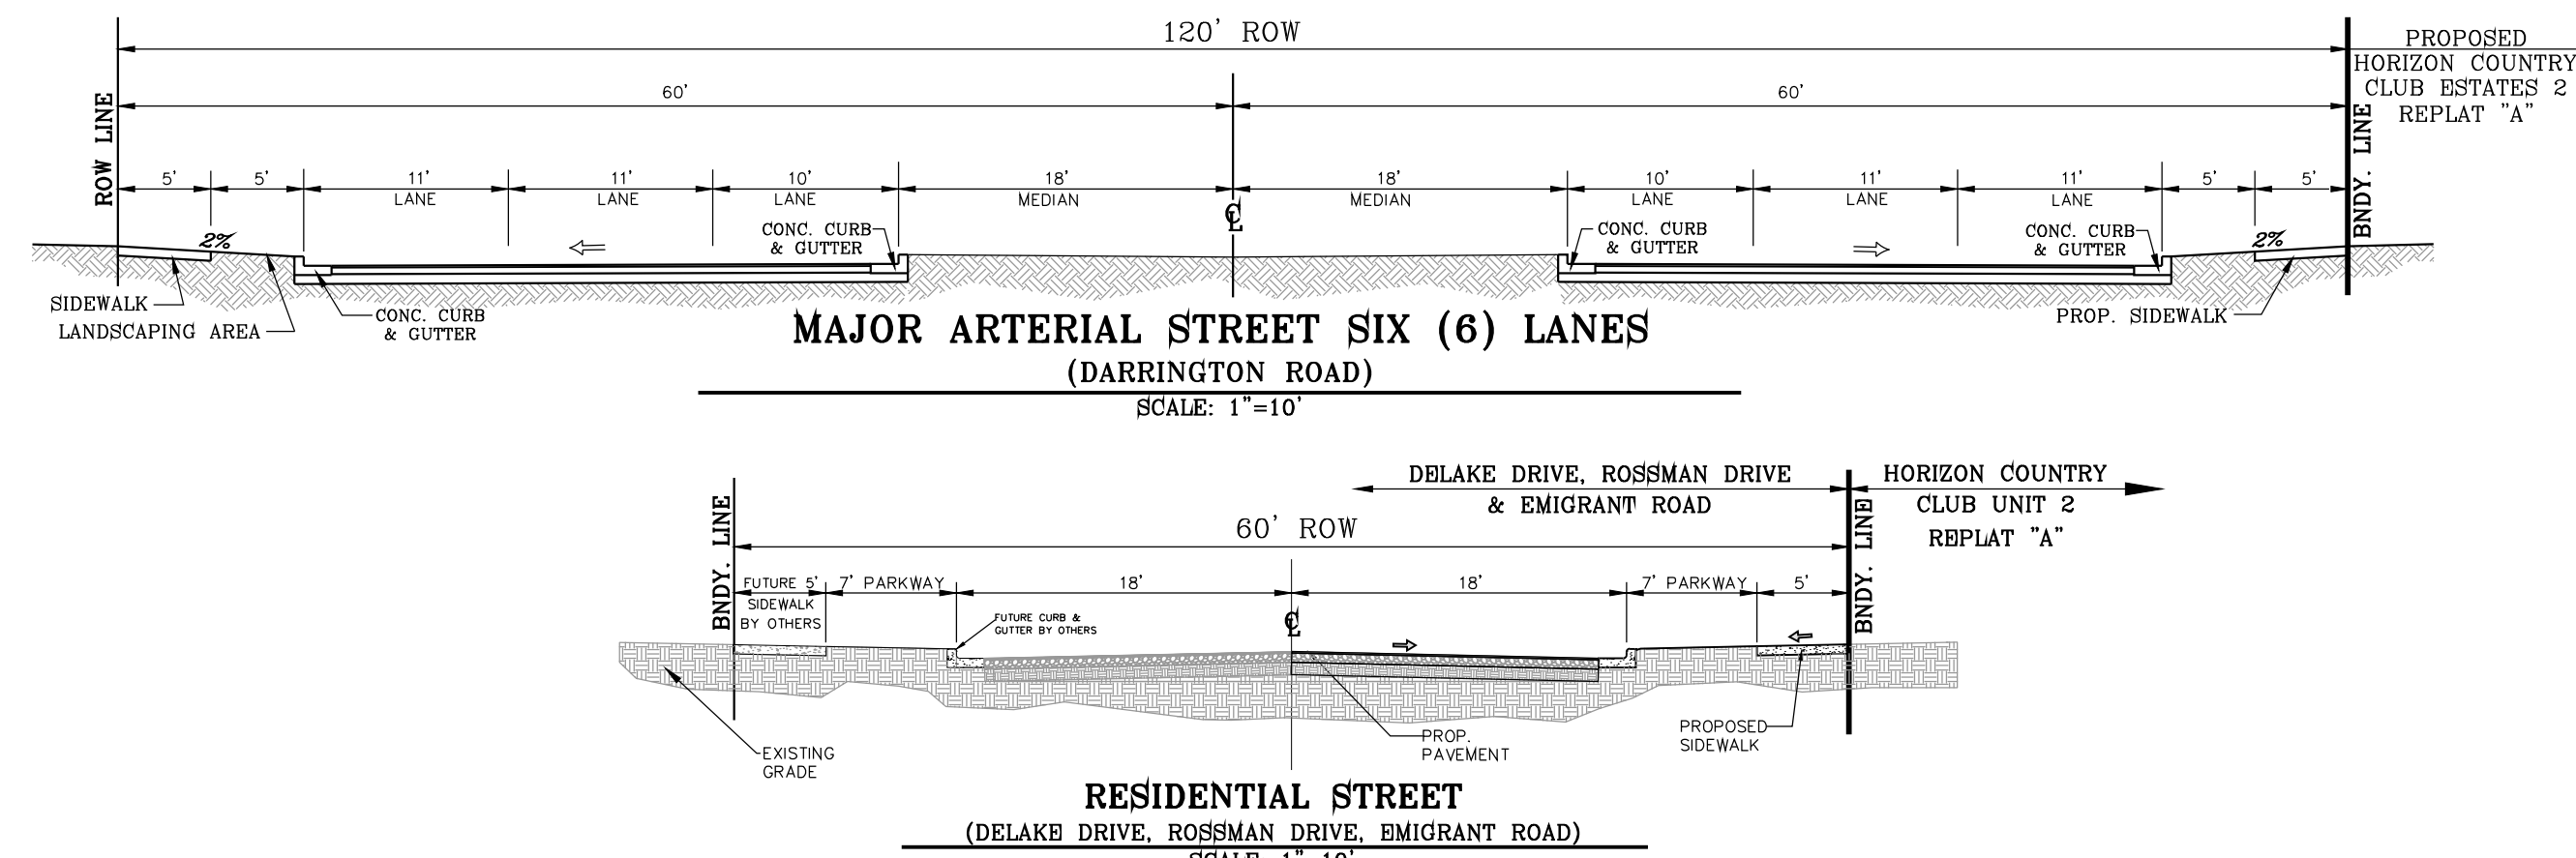 120' ROW
PROPOSED
HORIZON COUNTRY
CLUB ESTATES 2
REPLAT "A"
60'
60'
ROW LINE
BNDY. LINE
5'
5'
11'
LANE
11'
LANE
10'
LANE
18'
MEDIAN
18'
MEDIAN
10'
LANE
11'
LANE
11'
LANE
5'
5'
CL
2%
CONC. CURB
& GUTTER
CONC. CURB
& GUTTER
CONC. CURB
& GUTTER
2%
SIDEWALK
LANDSCAPING AREA
CONC. CURB
& GUTTER
PROP. SIDEWALK
MAJOR ARTERIAL STREET SIX (6) LANES
(DARRINGTON ROAD)
SCALE: 1"=10'
DELAKE DRIVE, ROSSMAN DRIVE
& EMIGRANT ROAD
HORIZON COUNTRY
CLUB UNIT 2
REPLAT "A"
60' ROW
BNDY. LINE
BNDY. LINE
FUTURE 5'
SIDEWALK
BY OTHERS
7' PARKWAY
18'
18'
7' PARKWAY
5'
FUTURE CURB &
GUTTER BY OTHERS
CL
EXISTING
GRADE
PROP.
PAVEMENT
PROPOSED
SIDEWALK
RESIDENTIAL STREET
(DELAKE DRIVE, ROSSMAN DRIVE, EMIGRANT ROAD)
SCALE: 1"=10'